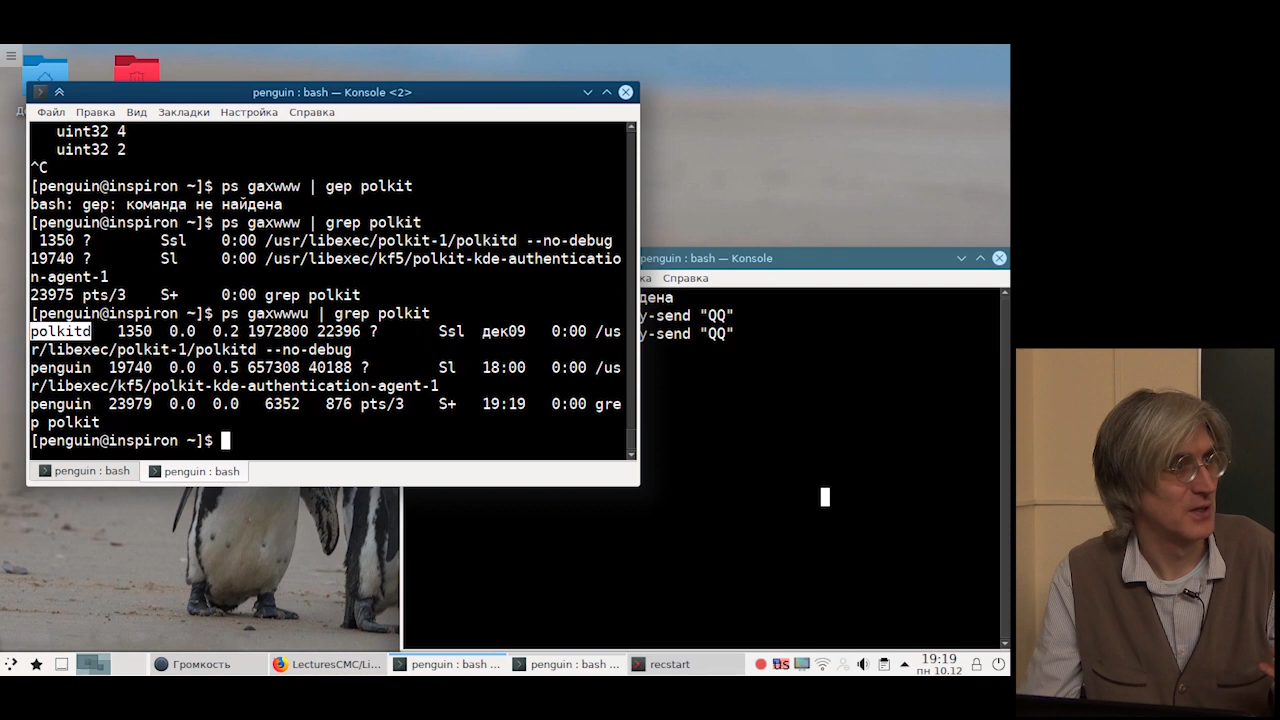 penguin : bash — Konsole <2>
Файл Правка Вид Закладки Настройка Справка
uint32 4
uint32 2
^C
[penguin@inspiron ~]$ ps gaxwww | gep polkit
bash: gep: команда не найдена
[penguin@inspiron ~]$ ps gaxwww | grep polkit
1350 ? Ssl 0:00 /usr/libexec/polkit-1/polkitd --no-debug
19740 ? Sl 0:00 /usr/libexec/kf5/polkit-kde-authenticatio
n-agent-1
23975 pts/3 S+ 0:00 grep polkit
[penguin@inspiron ~]$ ps gaxwwwu | grep polkit
polkitd 1350 0.0 0.2 1972800 22396 ? Ssl дек09 0:00 /us
r/libexec/polkit-1/polkitd --no-debug
penguin 19740 0.0 0.5 657308 40188 ? Sl 18:00 0:00 /us
r/libexec/kf5/polkit-kde-authentication-agent-1
penguin 23979 0.0 0.0 6352 876 pts/3 S+ 19:19 0:00 gre
p polkit
[penguin@inspiron ~]$
penguin : bash penguin : bash
penguin : bash — Konsole
ка Справка
дена
y-send "QQ"
y-send "QQ"
Громкость LecturesCMC/Li... penguin : bash ... penguin : bash ... recstart US 19:19
пн 10.12